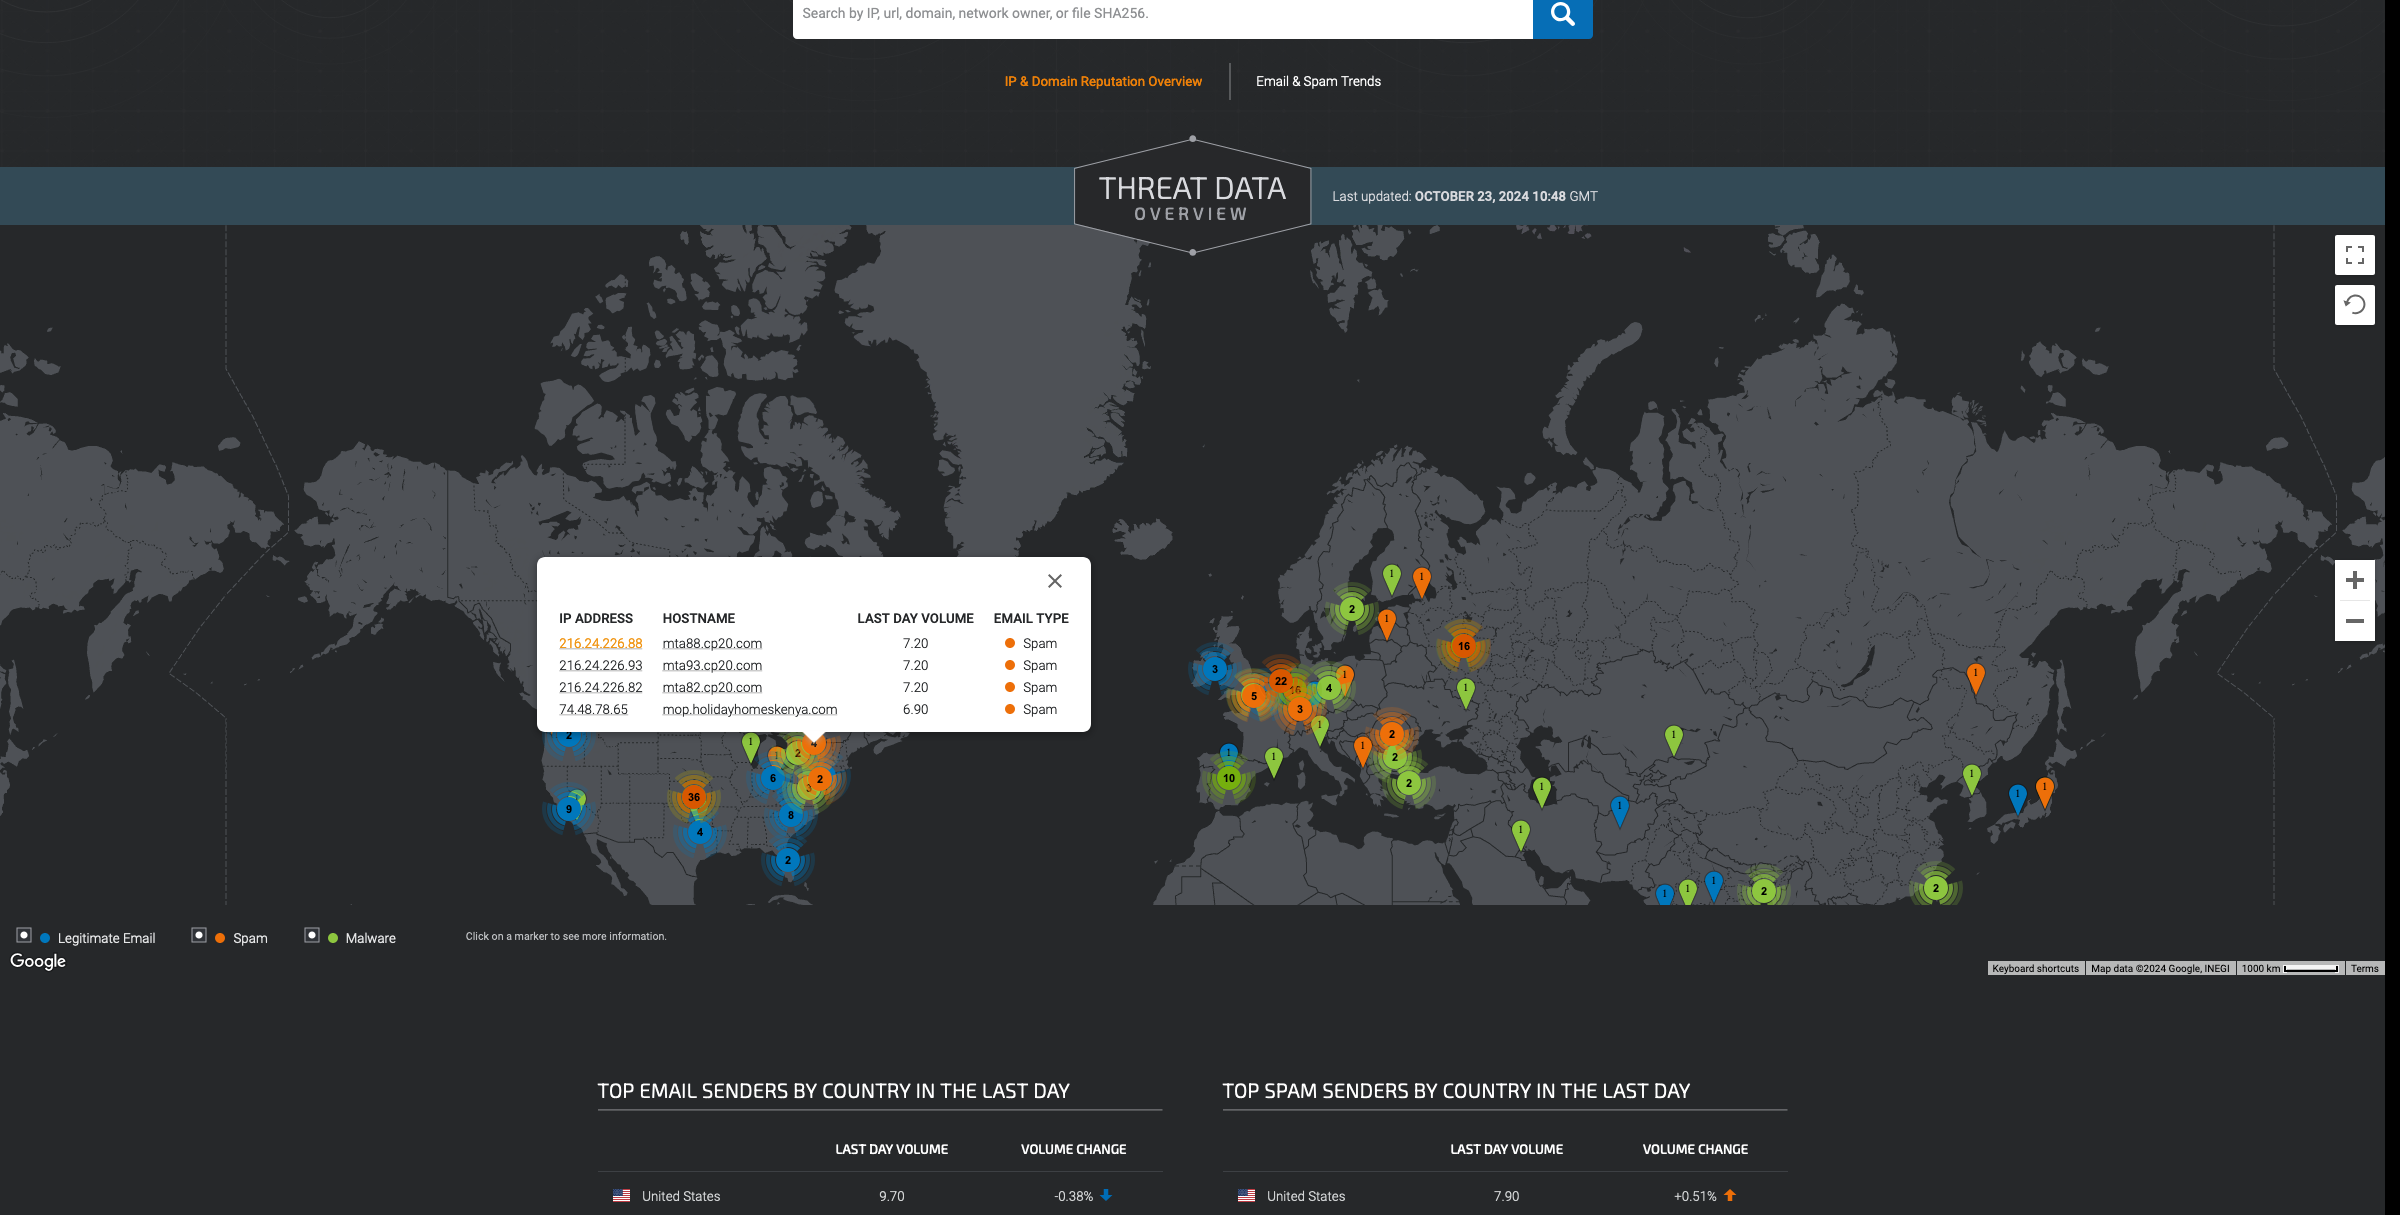 Search by IP, url, domain, network owner, or file SHA256.
IP & Domain Reputation Overview
Email & Spam Trends
THREAT DATA
OVERVIEW
Last updated: OCTOBER 23, 2024 10:48 GMT
IP ADDRESS HOSTNAME LAST DAY VOLUME EMAIL TYPE
216.24.226.88 mta88.cp20.com 7.20 Spam
216.24.226.93 mta93.cp20.com 7.20 Spam
216.24.226.82 mta82.cp20.com 7.20 Spam
74.48.78.65 mop.holidayhomeskenya.com 6.90 Spam
1
1
2
1
16
3
22
16
5
4
1
3
1
1
1
2
2
2
1
1
1
10
2
1
2
4
1
6
2
3
36
9
4
8
2
1
1
1
1
1
1
1
1
1
1
2
2
Legitimate Email
Spam
Malware
Click on a marker to see more information.
Google
Keyboard shortcuts
Map data ©2024 Google, INEGI
1000 km
Terms
TOP EMAIL SENDERS BY COUNTRY IN THE LAST DAY
LAST DAY VOLUME VOLUME CHANGE
United States 9.70 -0.38%
TOP SPAM SENDERS BY COUNTRY IN THE LAST DAY
LAST DAY VOLUME VOLUME CHANGE
United States 7.90 +0.51%